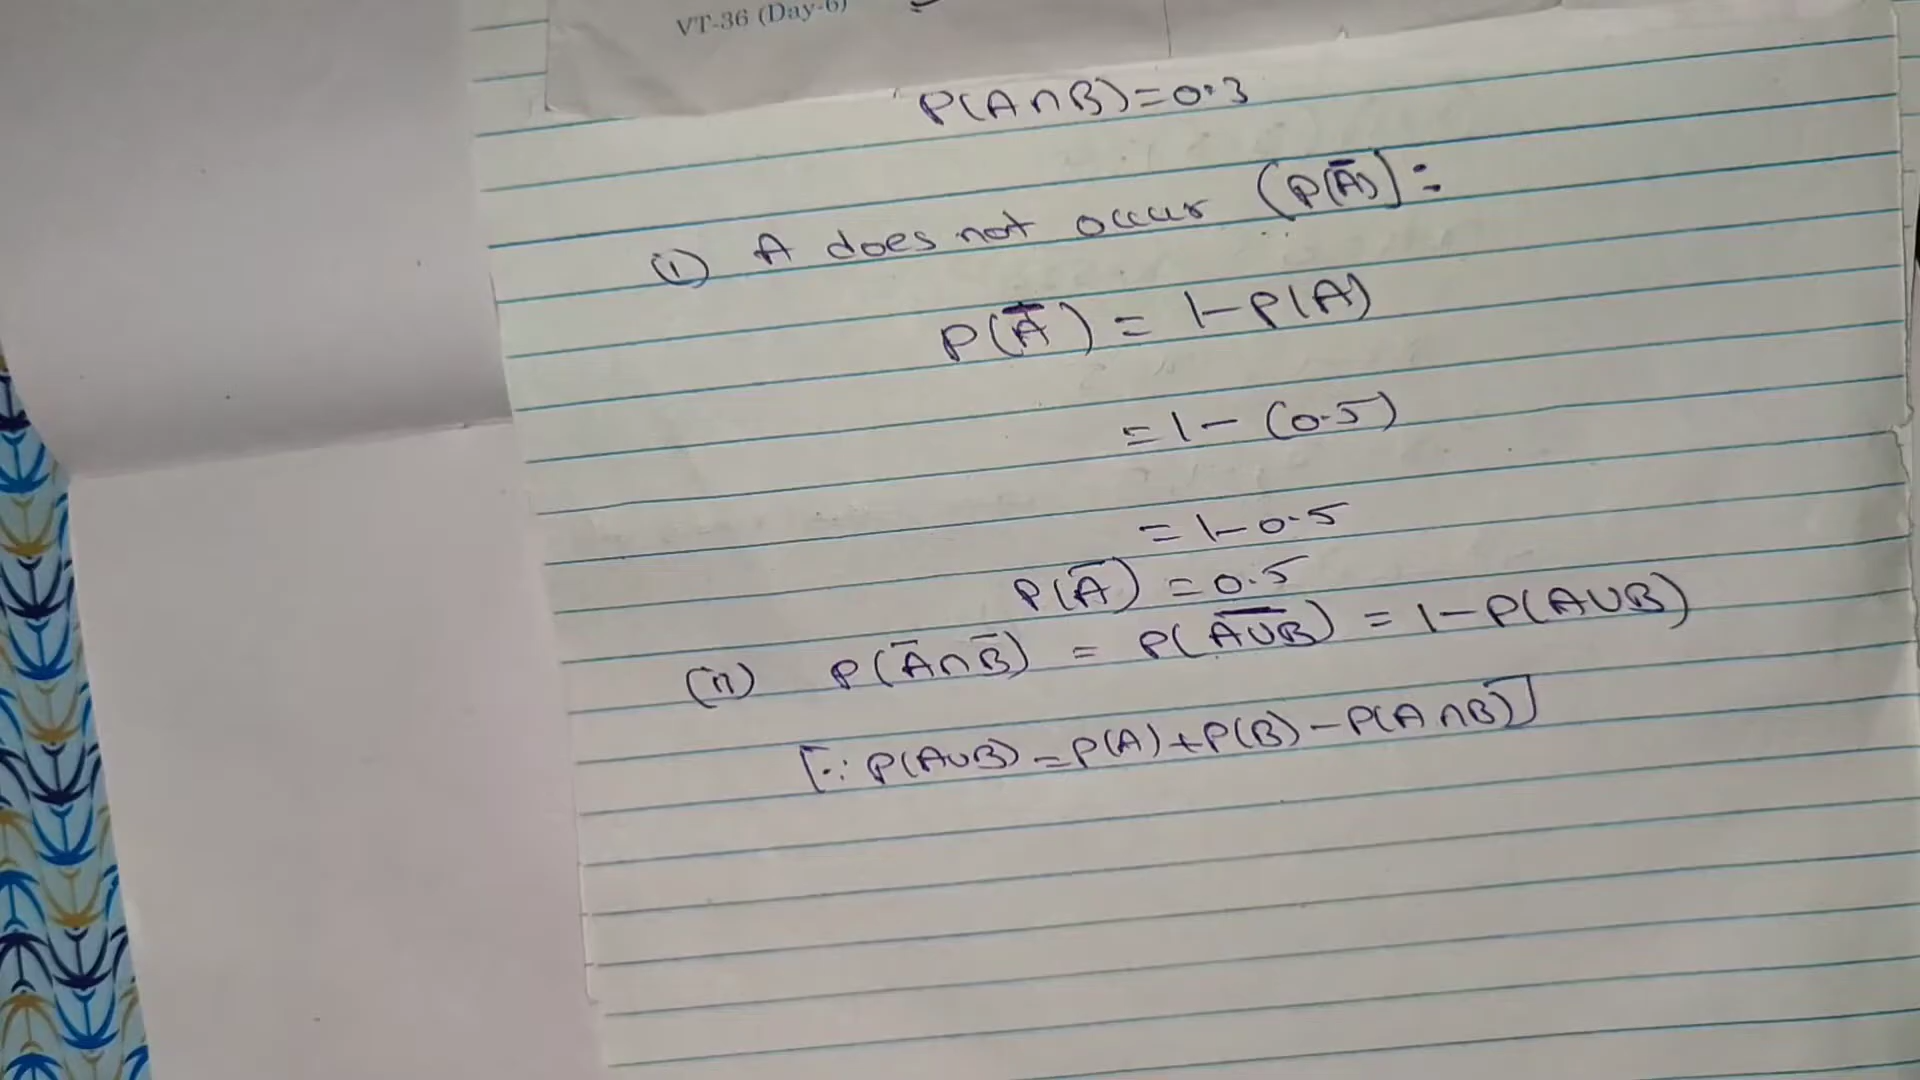 VT-36 (Day-6)
P(A∩B)=0.3
(i) A does not occur (P(Ā)] :
P(Ā) = 1-P(A)
= 1 - (0.5)
= 1-0.5
P(Ā) = 0.5
(ii) P(Ā∩B̅) = P(A̅∪̅B̅) = 1-P(A∪B)
[∵ P(A∪B) = P(A)+P(B)-P(A∩B)]